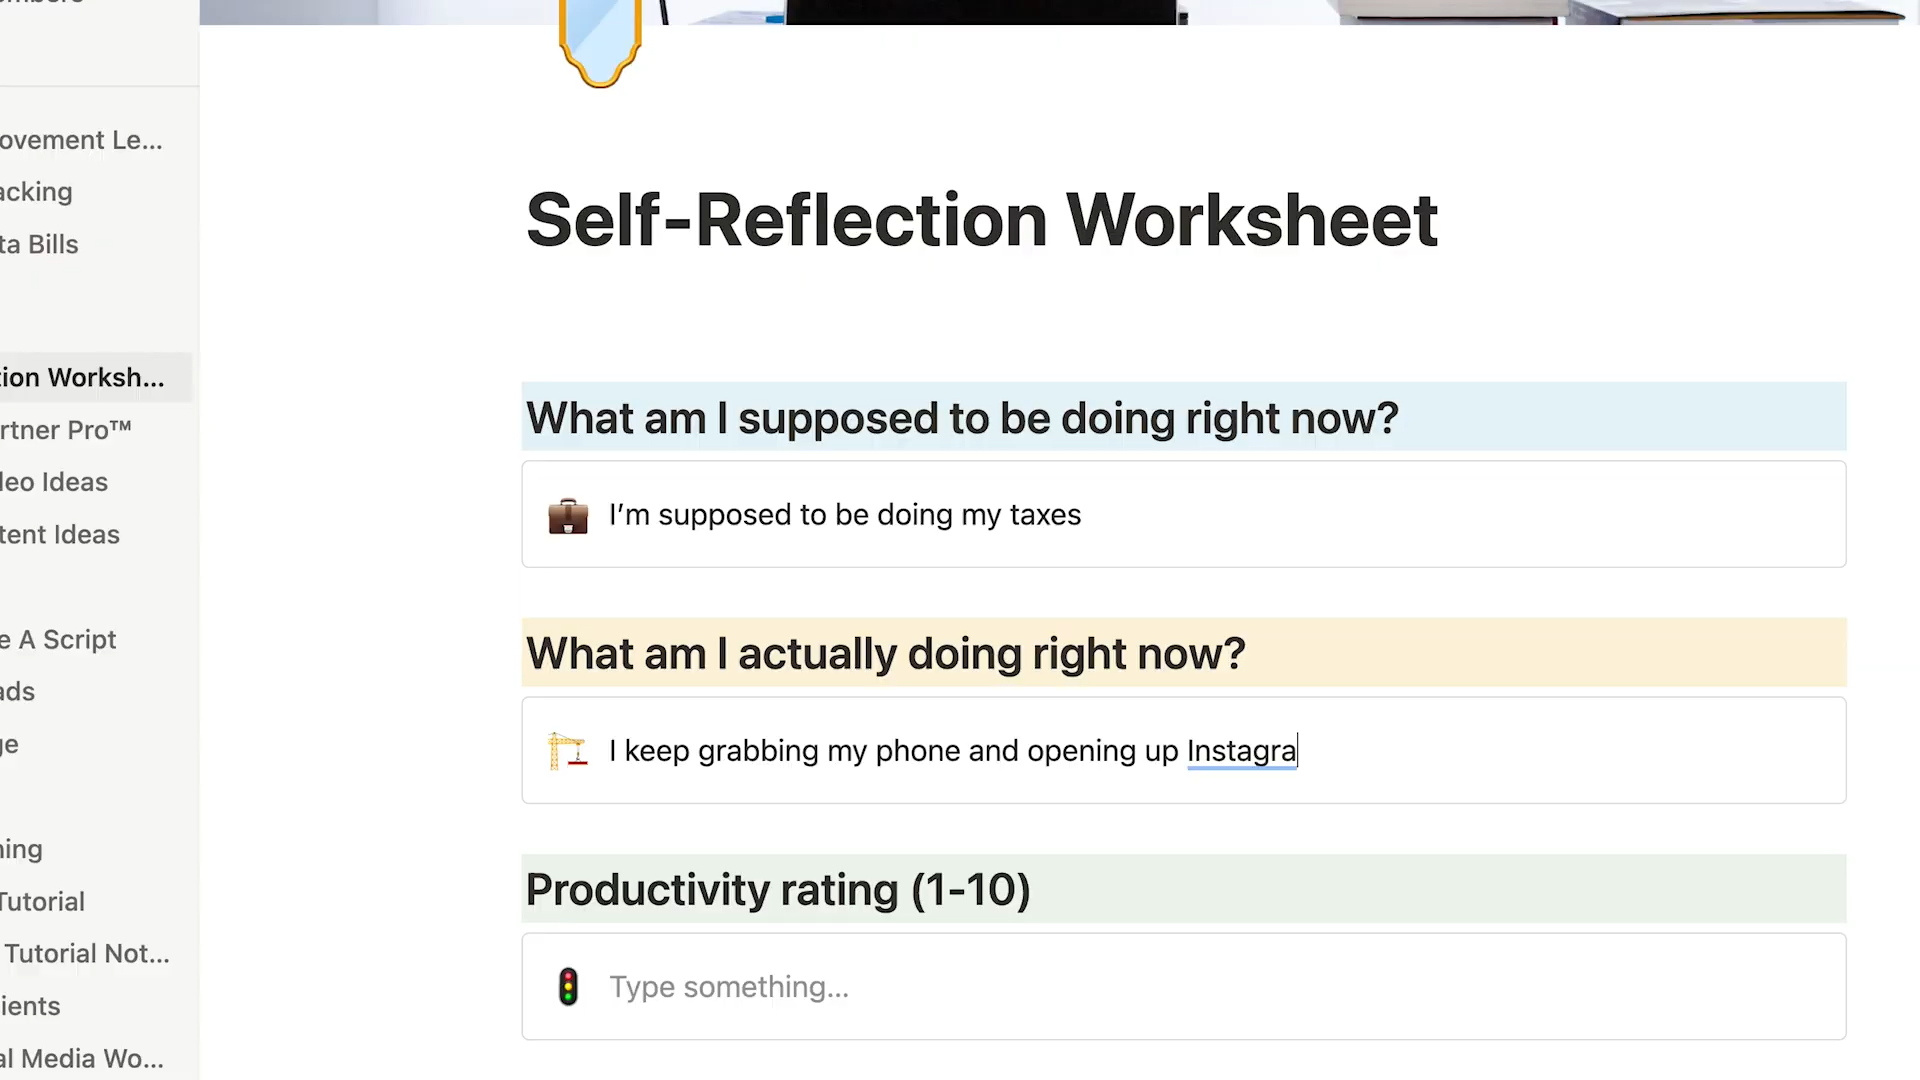 ovement Le...
acking
ta Bills
tion Worksh...
rtner Pro™
deo Ideas
tent Ideas
e A Script
ads
ge
ning
Tutorial
Tutorial Not...
ients
al Media Wo...
Self-Reflection Worksheet
What am I supposed to be doing right now?
I’m supposed to be doing my taxes
What am I actually doing right now?
I keep grabbing my phone and opening up Instagra
Productivity rating (1-10)
Type something...